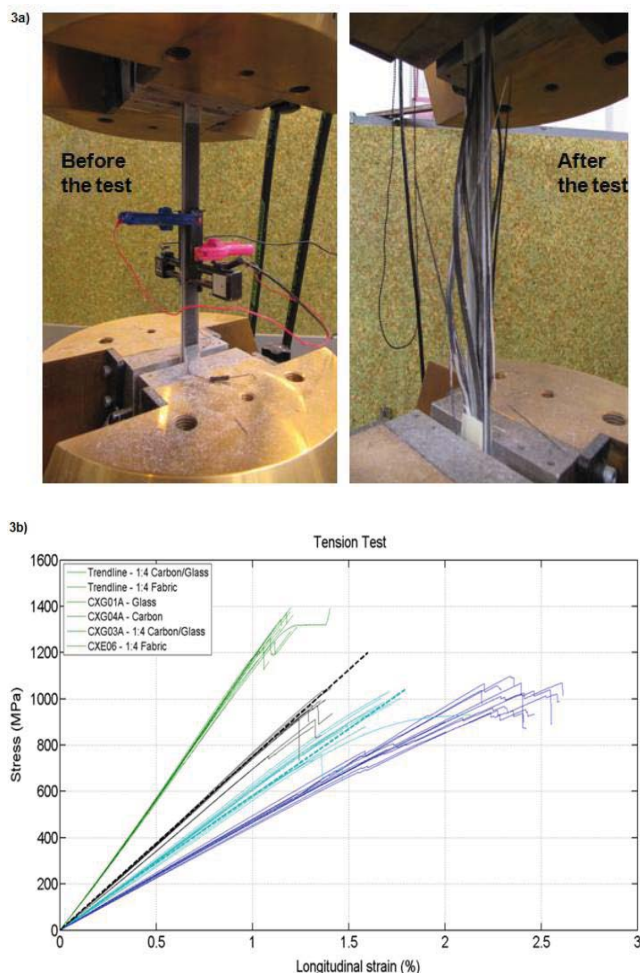 3a)
Before
the test
After
the test
3b)
Tension Test
1600
1400
1200
1000
800
600
400
200
0
Stress (MPa)
Trendline - 1:4 Carbon/Glass
Trendline - 1:4 Fabric
CXG01A - Glass
CXG04A - Carbon
CXG03A - 1:4 Carbon/Glass
CXE06 - 1:4 Fabric
0 0.5 1 1.5 2 2.5 3
Longitudinal strain (%)